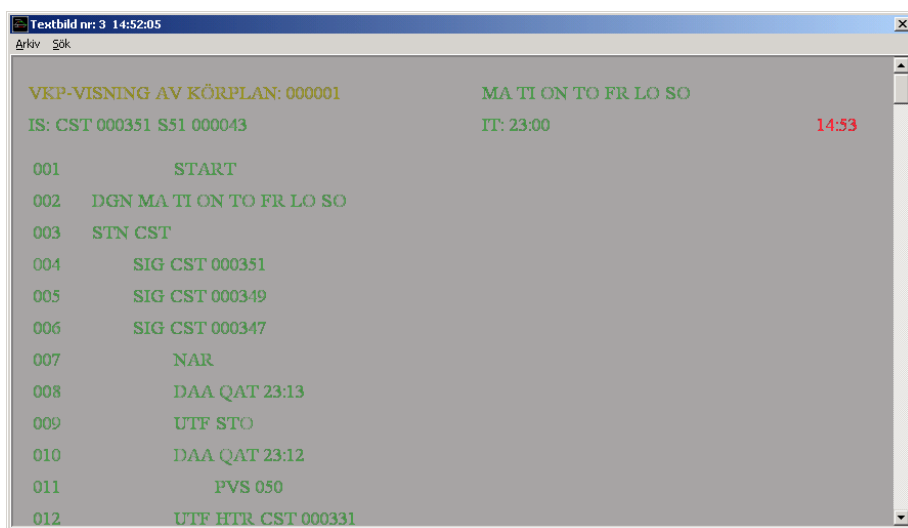 Textbild nr: 3 14:52:05
Arkiv Sök
VKP-VISNING AV KÖRPLAN: 000001 MA TI ON TO FR LO SO
IS: CST 000351 S51 000043 IT: 23:00 14:53
001 START
002 DGN MA TI ON TO FR LO SO
003 STN CST
004 SIG CST 000351
005 SIG CST 000349
006 SIG CST 000347
007 NAR
008 DAA QAT 23:13
009 UTF STO
010 DAA QAT 23:12
011 PVS 050
012 UTF HTR CST 000331